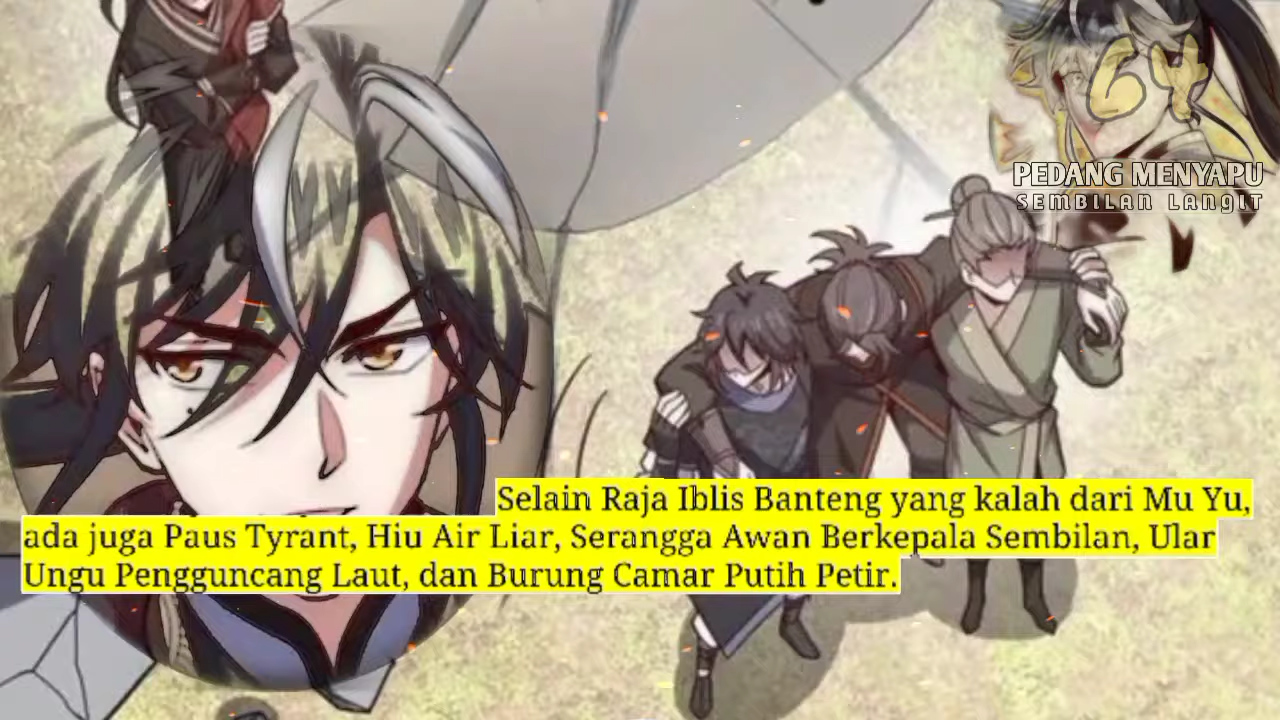 64
PEDANG MENYAPU
SEMBILAN LANGIT
Selain Raja Iblis Banteng yang kalah dari Mu Yu,
ada juga Paus Tyrant, Hiu Air Liar, Serangga Awan Berkepala Sembilan, Ular
Ungu Pengguncang Laut, dan Burung Camar Putih Petir.